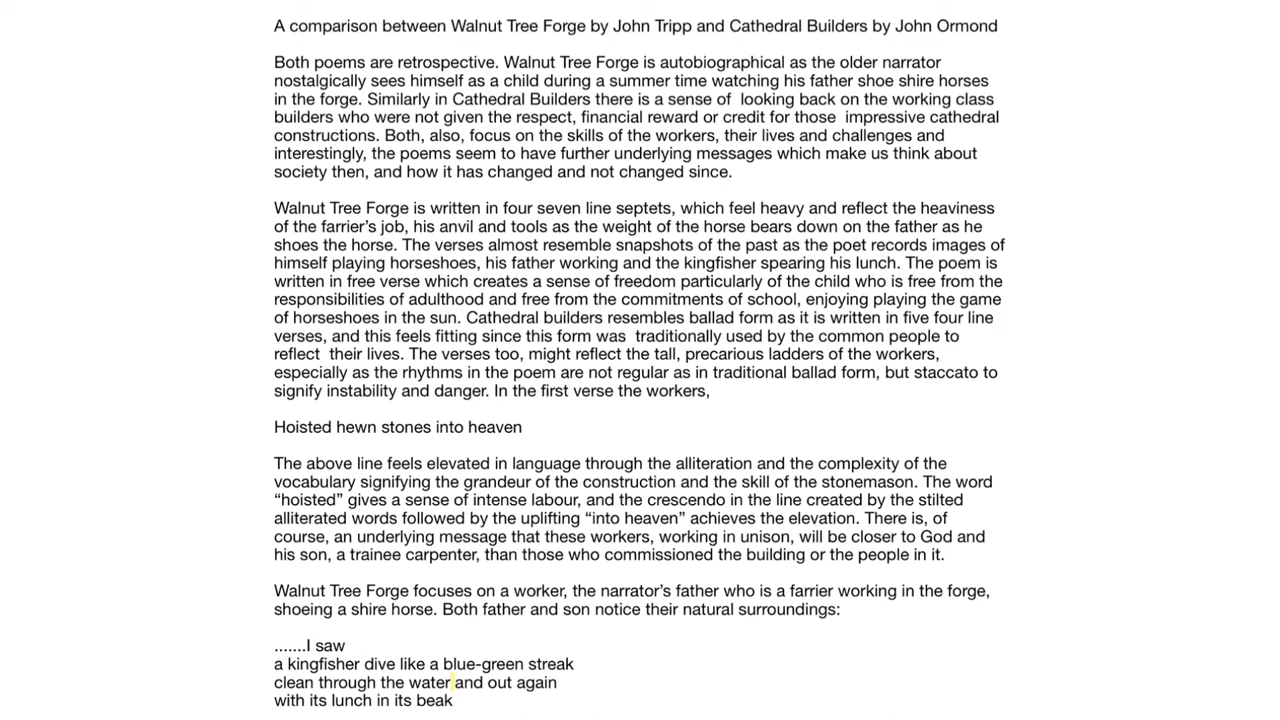 A comparison between Walnut Tree Forge by John Tripp and Cathedral Builders by John Ormond
Both poems are retrospective. Walnut Tree Forge is autobiographical as the older narrator
nostalgically sees himself as a child during a summer time watching his father shoe shire horses
in the forge. Similarly in Cathedral Builders there is a sense of  looking back on the working class
builders who were not given the respect, financial reward or credit for those  impressive cathedral
constructions. Both, also, focus on the skills of the workers, their lives and challenges and
interestingly, the poems seem to have further underlying messages which make us think about
society then, and how it has changed and not changed since.
Walnut Tree Forge is written in four seven line septets, which feel heavy and reflect the heaviness
of the farrier's job, his anvil and tools as the weight of the horse bears down on the father as he
shoes the horse. The verses almost resemble snapshots of the past as the poet records images of
himself playing horseshoes, his father working and the kingfisher spearing his lunch. The poem is
written in free verse which creates a sense of freedom particularly of the child who is free from the
responsibilities of adulthood and free from the commitments of school, enjoying playing the game
of horseshoes in the sun. Cathedral builders resembles ballad form as it is written in five four line
verses, and this feels fitting since this form was  traditionally used by the common people to
reflect  their lives. The verses too, might reflect the tall, precarious ladders of the workers,
especially as the rhythms in the poem are not regular as in traditional ballad form, but staccato to
signify instability and danger. In the first verse the workers,
Hoisted hewn stones into heaven
The above line feels elevated in language through the alliteration and the complexity of the
vocabulary signifying the grandeur of the construction and the skill of the stonemason. The word
“hoisted” gives a sense of intense labour, and the crescendo in the line created by the stilted
alliterated words followed by the uplifting “into heaven” achieves the elevation. There is, of
course, an underlying message that these workers, working in unison, will be closer to God and
his son, a trainee carpenter, than those who commissioned the building or the people in it.
Walnut Tree Forge focuses on a worker, the narrator's father who is a farrier working in the forge,
shoeing a shire horse. Both father and son notice their natural surroundings:
.......I saw
a kingfisher dive like a blue-green streak
clean through the water and out again
with its lunch in its beak